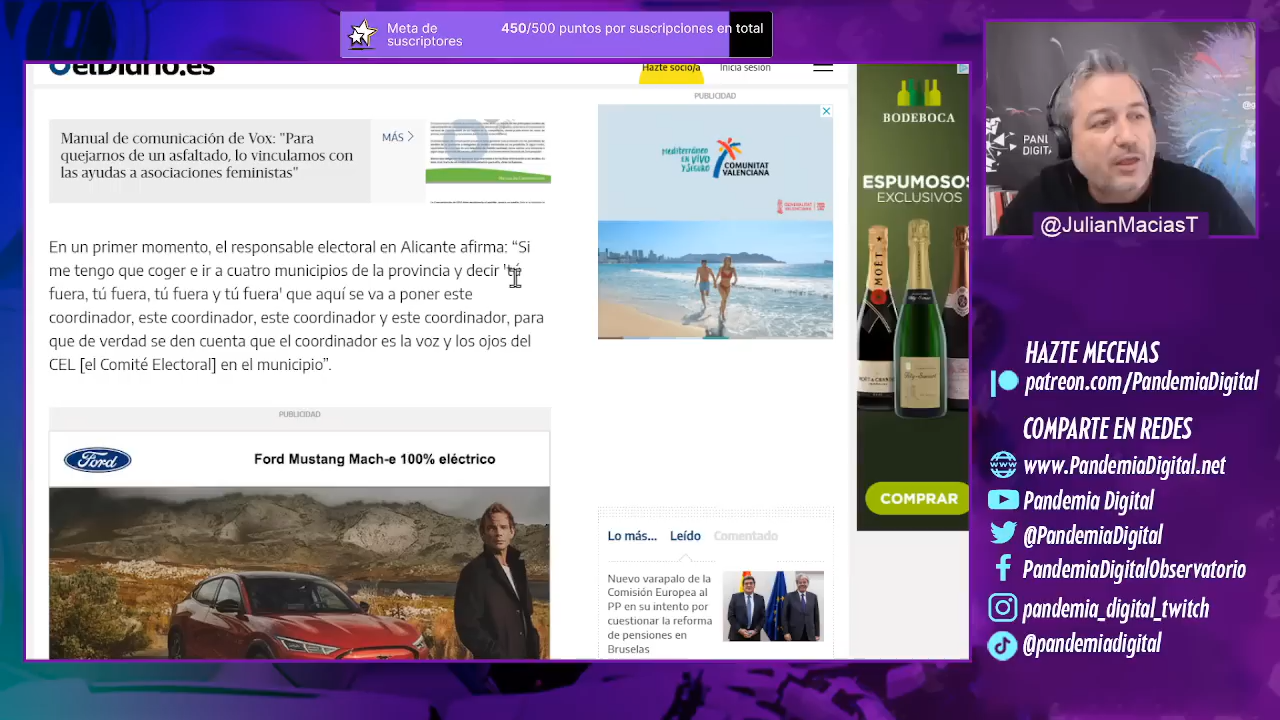 Meta de
suscriptores
450/500 puntos por suscripciones en total
elDiario.es
Hazte socio/a
Inicia sesión
Manual de comunicación de Vox: "Para
quejarnos de un asfaltado, lo vinculamos con
las ayudas a asociaciones feministas"
MÁS
En un primer momento, el responsable electoral en Alicante afirma: “Si
me tengo que coger e ir a cuatro municipios de la provincia y decir 'tú
fuera, tú fuera, tú fuera y tú fuera' que aquí se va a poner este
coordinador, este coordinador, este coordinador y este coordinador, para
que de verdad se den cuenta que el coordinador es la voz y los ojos del
CEL [el Comité Electoral] en el municipio”.
PUBLICIDAD
Ford
Ford Mustang Mach-e 100% eléctrico
PUBLICIDAD
mediterráneo
EN VIVO
Y SEGURO
COMUNITAT
VALENCIANA
GENERALITAT
VALENCIANA
Lo más...
Leído
Comentado
Nuevo varapalo de la
Comisión Europea al
PP en su intento por
cuestionar la reforma
de pensiones en
Bruselas
BODEBOCA
ESPUMOSOS
EXCLUSIVOS
MOËT
COMPRAR
PAN
DIGIT
@JulianMaciasT
HAZTE MECENAS
patreon.com/PandemiaDigital
COMPARTE EN REDES
www.PandemiaDigital.net
Pandemia Digital
@PandemiaDigital
PandemiaDigitalObservatorio
pandemia_digital_twitch
@pandemiadigital